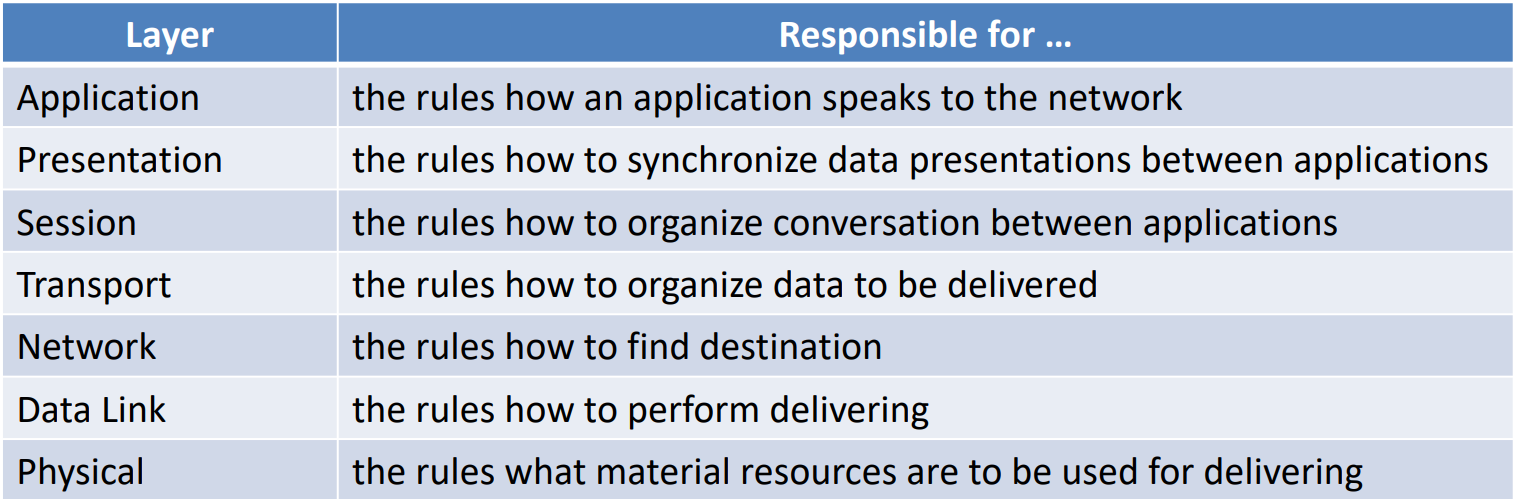 Layer Responsible for ...
Application the rules how an application speaks to the network
Presentation the rules how to synchronize data presentations between applications
Session the rules how to organize conversation between applications
Transport the rules how to organize data to be delivered
Network the rules how to find destination
Data Link the rules how to perform delivering
Physical the rules what material resources are to be used for delivering